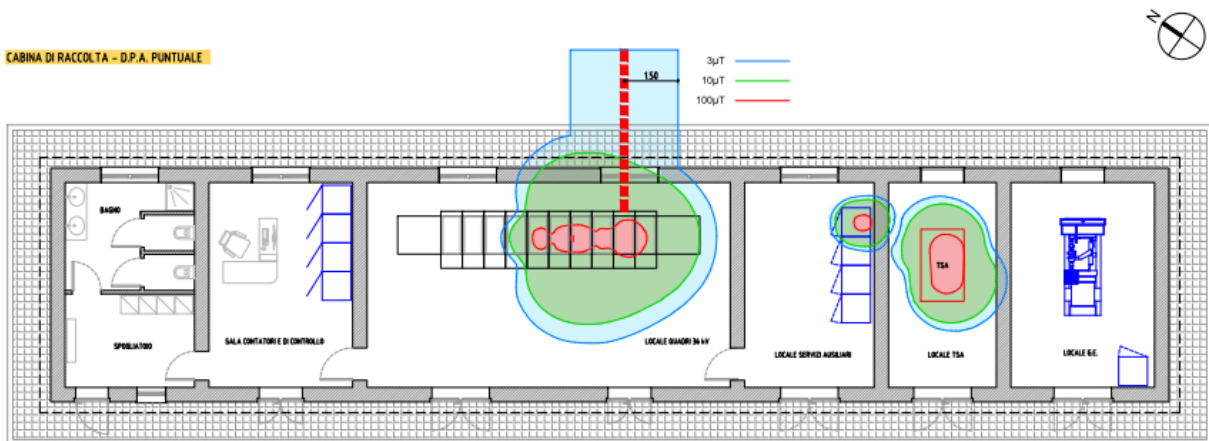 N
CABINA DI RACCOLTA - D.P.A. PUNTUALE
3µT
10µT
100µT
150
BAGNO
TSA
SPOGLIATOIO
SALA CONTATORI E DI CONTROLLO
LOCALE QUADRI 36 kV
LOCALE SERVIZI AUSILIARI
LOCALE TSA
LOCALE G.E.